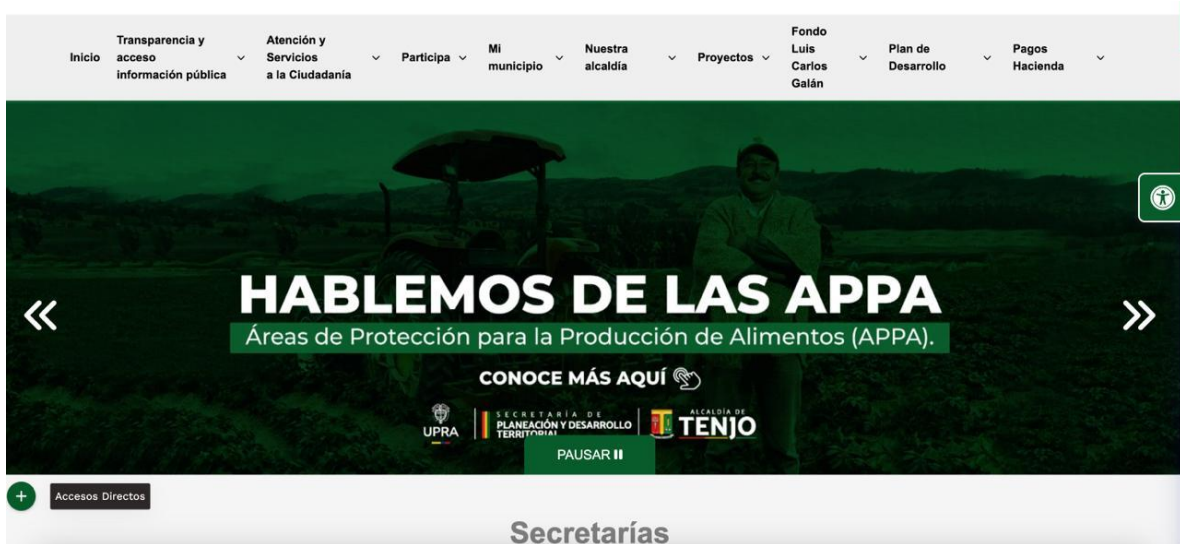 Inicio
Transparencia y
acceso
información pública
Atención y
Servicios
a la Ciudadanía
Participa
Mi
municipio
Nuestra
alcaldía
Proyectos
Fondo
Luis
Carlos
Galán
Plan de
Desarrollo
Pagos
Hacienda
HABLEMOS DE LAS APPA
Áreas de Protección para la Producción de Alimentos (APPA).
CONOCE MÁS AQUÍ
UPRA
SECRETARÍA DE
PLANEACIÓN Y DESARROLLO
TERRITORIAL
ALCALDÍA DE
TENJO
PAUSAR
Accesos Directos
Secretarías